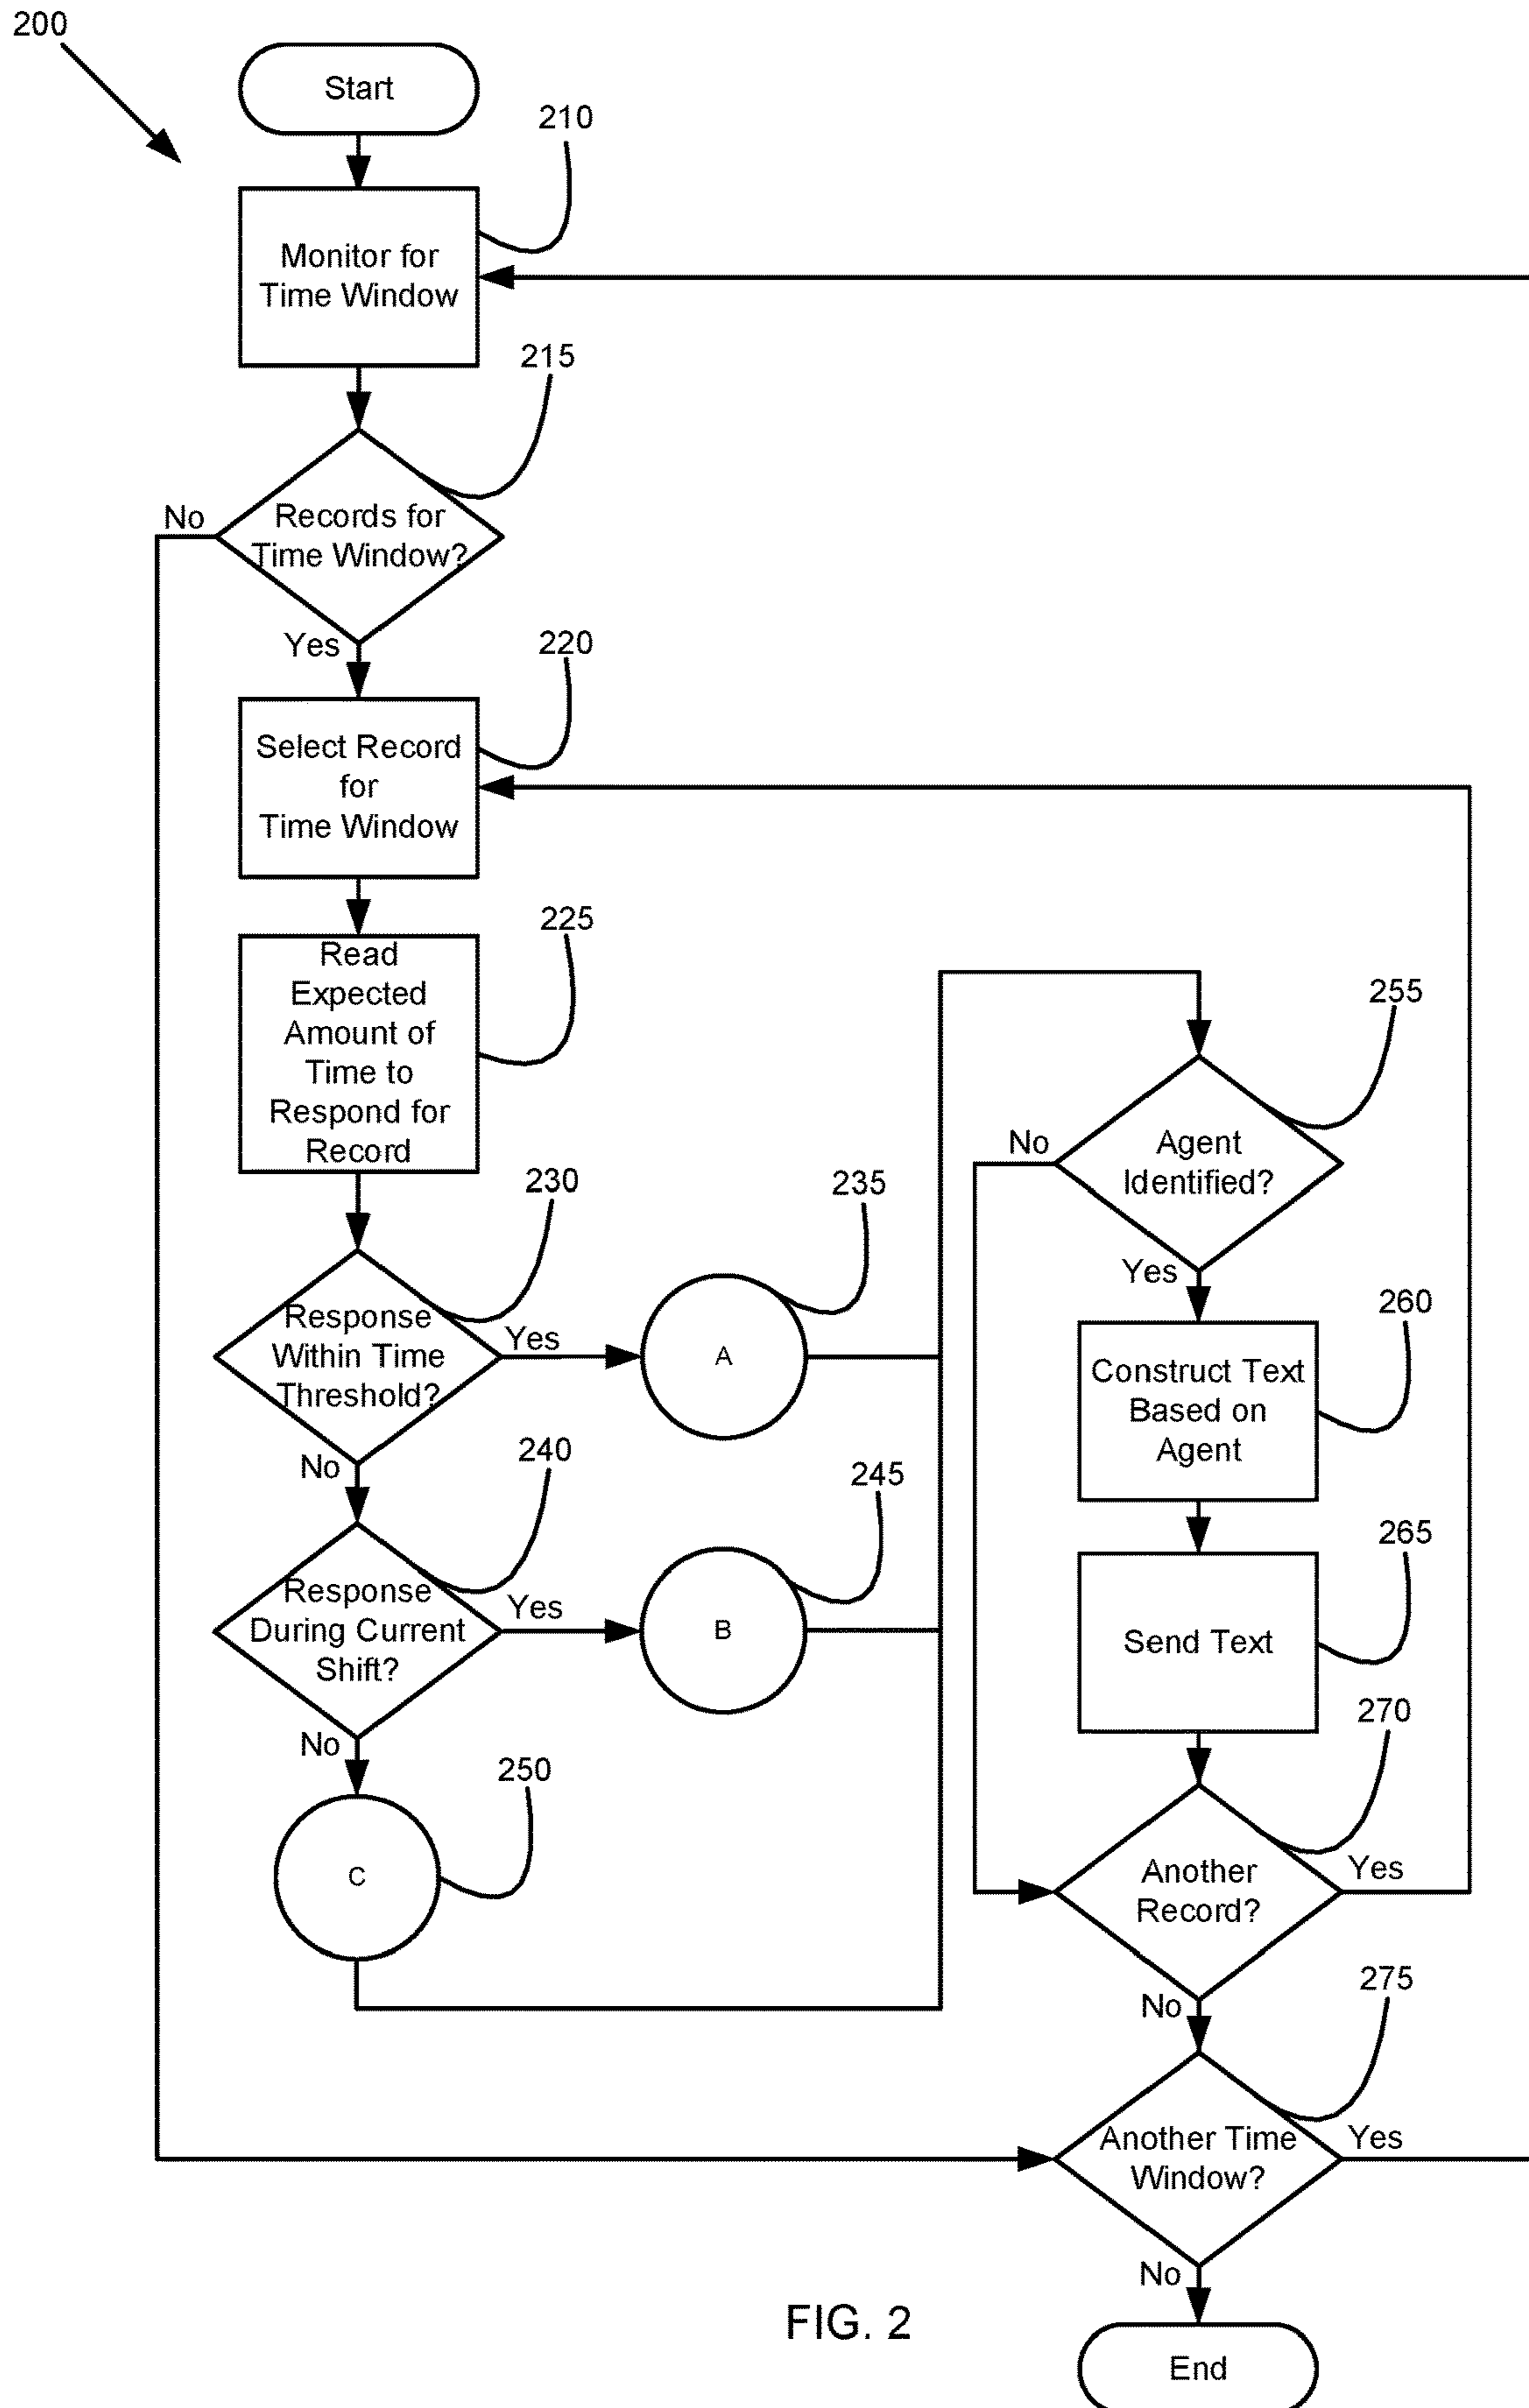 200
Start
210
Monitor for
Time Window
215
No
Records for
Time Window?
Yes
220
Select Record
for
Time Window
225
Read
Expected
Amount of
Time to
Respond for
Record
230
Response
Within Time
Threshold?
Yes
235
A
No
240
Response
During Current
Shift?
Yes
245
B
No
250
C
255
No
Agent
Identified?
Yes
260
Construct Text
Based on
Agent
265
Send Text
270
Another
Record?
Yes
No
275
Another Time
Window?
Yes
No
End
FIG. 2